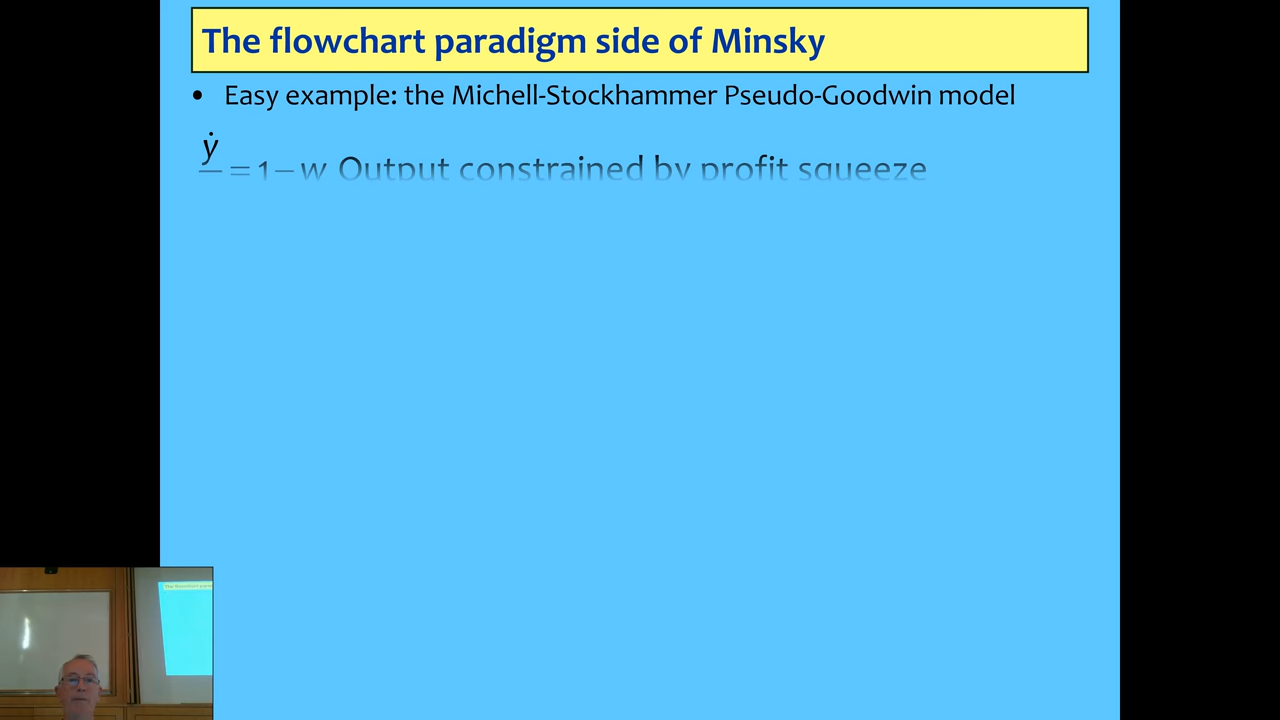 The flowchart paradigm side of Minsky
• Easy example: the Michell-Stockhammer Pseudo-Goodwin model
ẏ
= 1 − w Output constrained by profit squeeze